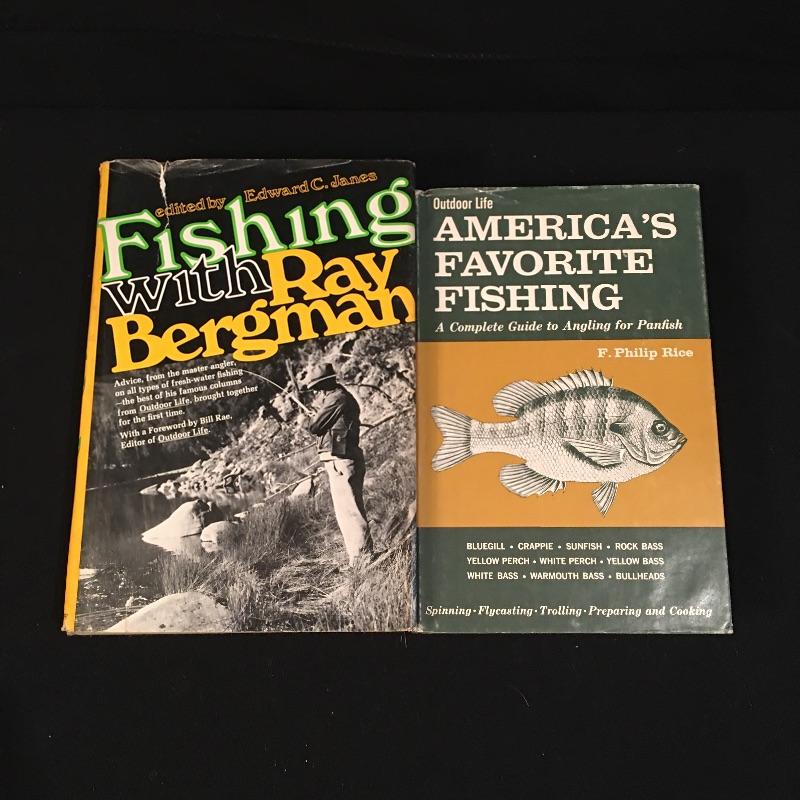 edited by Edward C. Janes
Fishing
with Ray
Bergman
Advice, from the master angler,
on all types of fresh-water fishing
—the best of his famous columns
from Outdoor Life, brought together
for the first time.
With a Foreword by Bill Rae,
Editor of Outdoor Life.
Outdoor Life
AMERICA'S
FAVORITE
FISHING
A Complete Guide to Angling for Panfish
F. Philip Rice
BLUEGILL • CRAPPIE • SUNFISH • ROCK BASS
YELLOW PERCH • WHITE PERCH • YELLOW BASS
WHITE BASS • WARMOUTH BASS • BULLHEADS
Spinning · Flycasting · Trolling · Preparing and Cooking